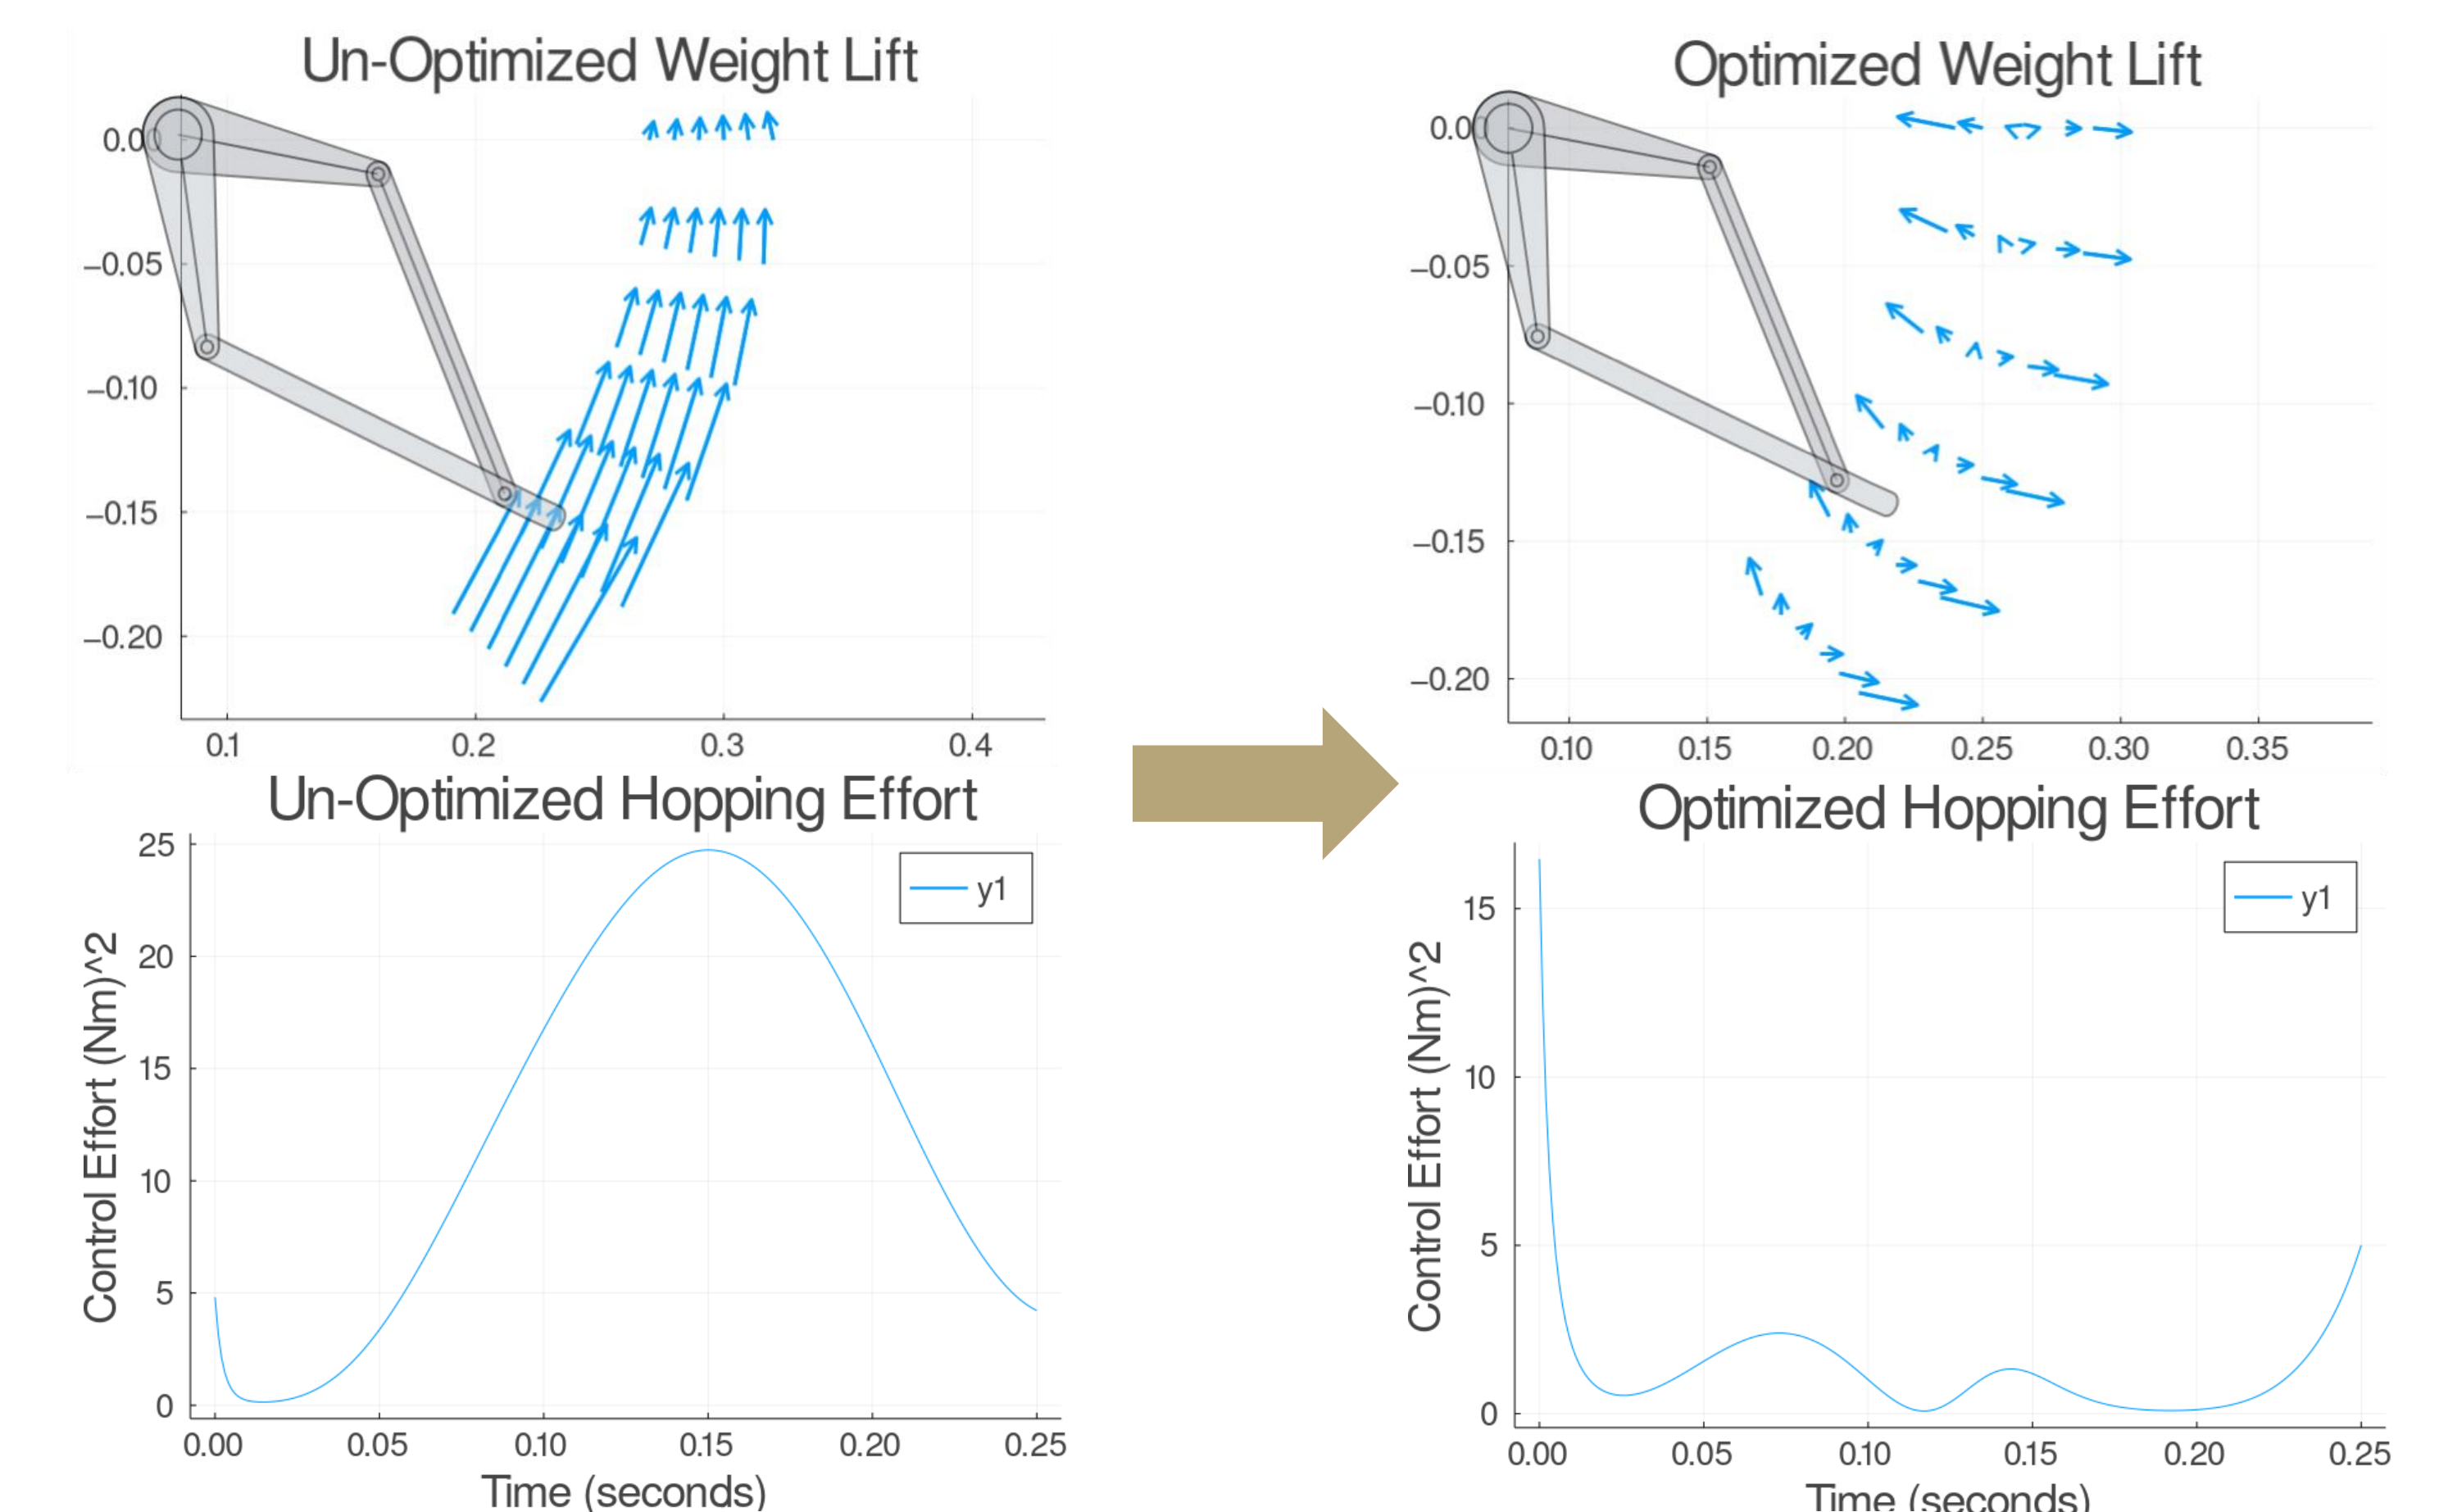 Un-Optimized Weight Lift
0.0
−0.05
−0.10
−0.15
−0.20
0.1 0.2 0.3 0.4
Un-Optimized Hopping Effort
25
20
15
10
5
0
Control Effort (Nm)^2
y1
0.00 0.05 0.10 0.15 0.20 0.25
Time (seconds)
Optimized Weight Lift
0.0
−0.05
−0.10
−0.15
−0.20
0.10 0.15 0.20 0.25 0.30 0.35
Optimized Hopping Effort
15
10
5
0
Control Effort (Nm)^2
y1
0.00 0.05 0.10 0.15 0.20 0.25
Time (seconds)